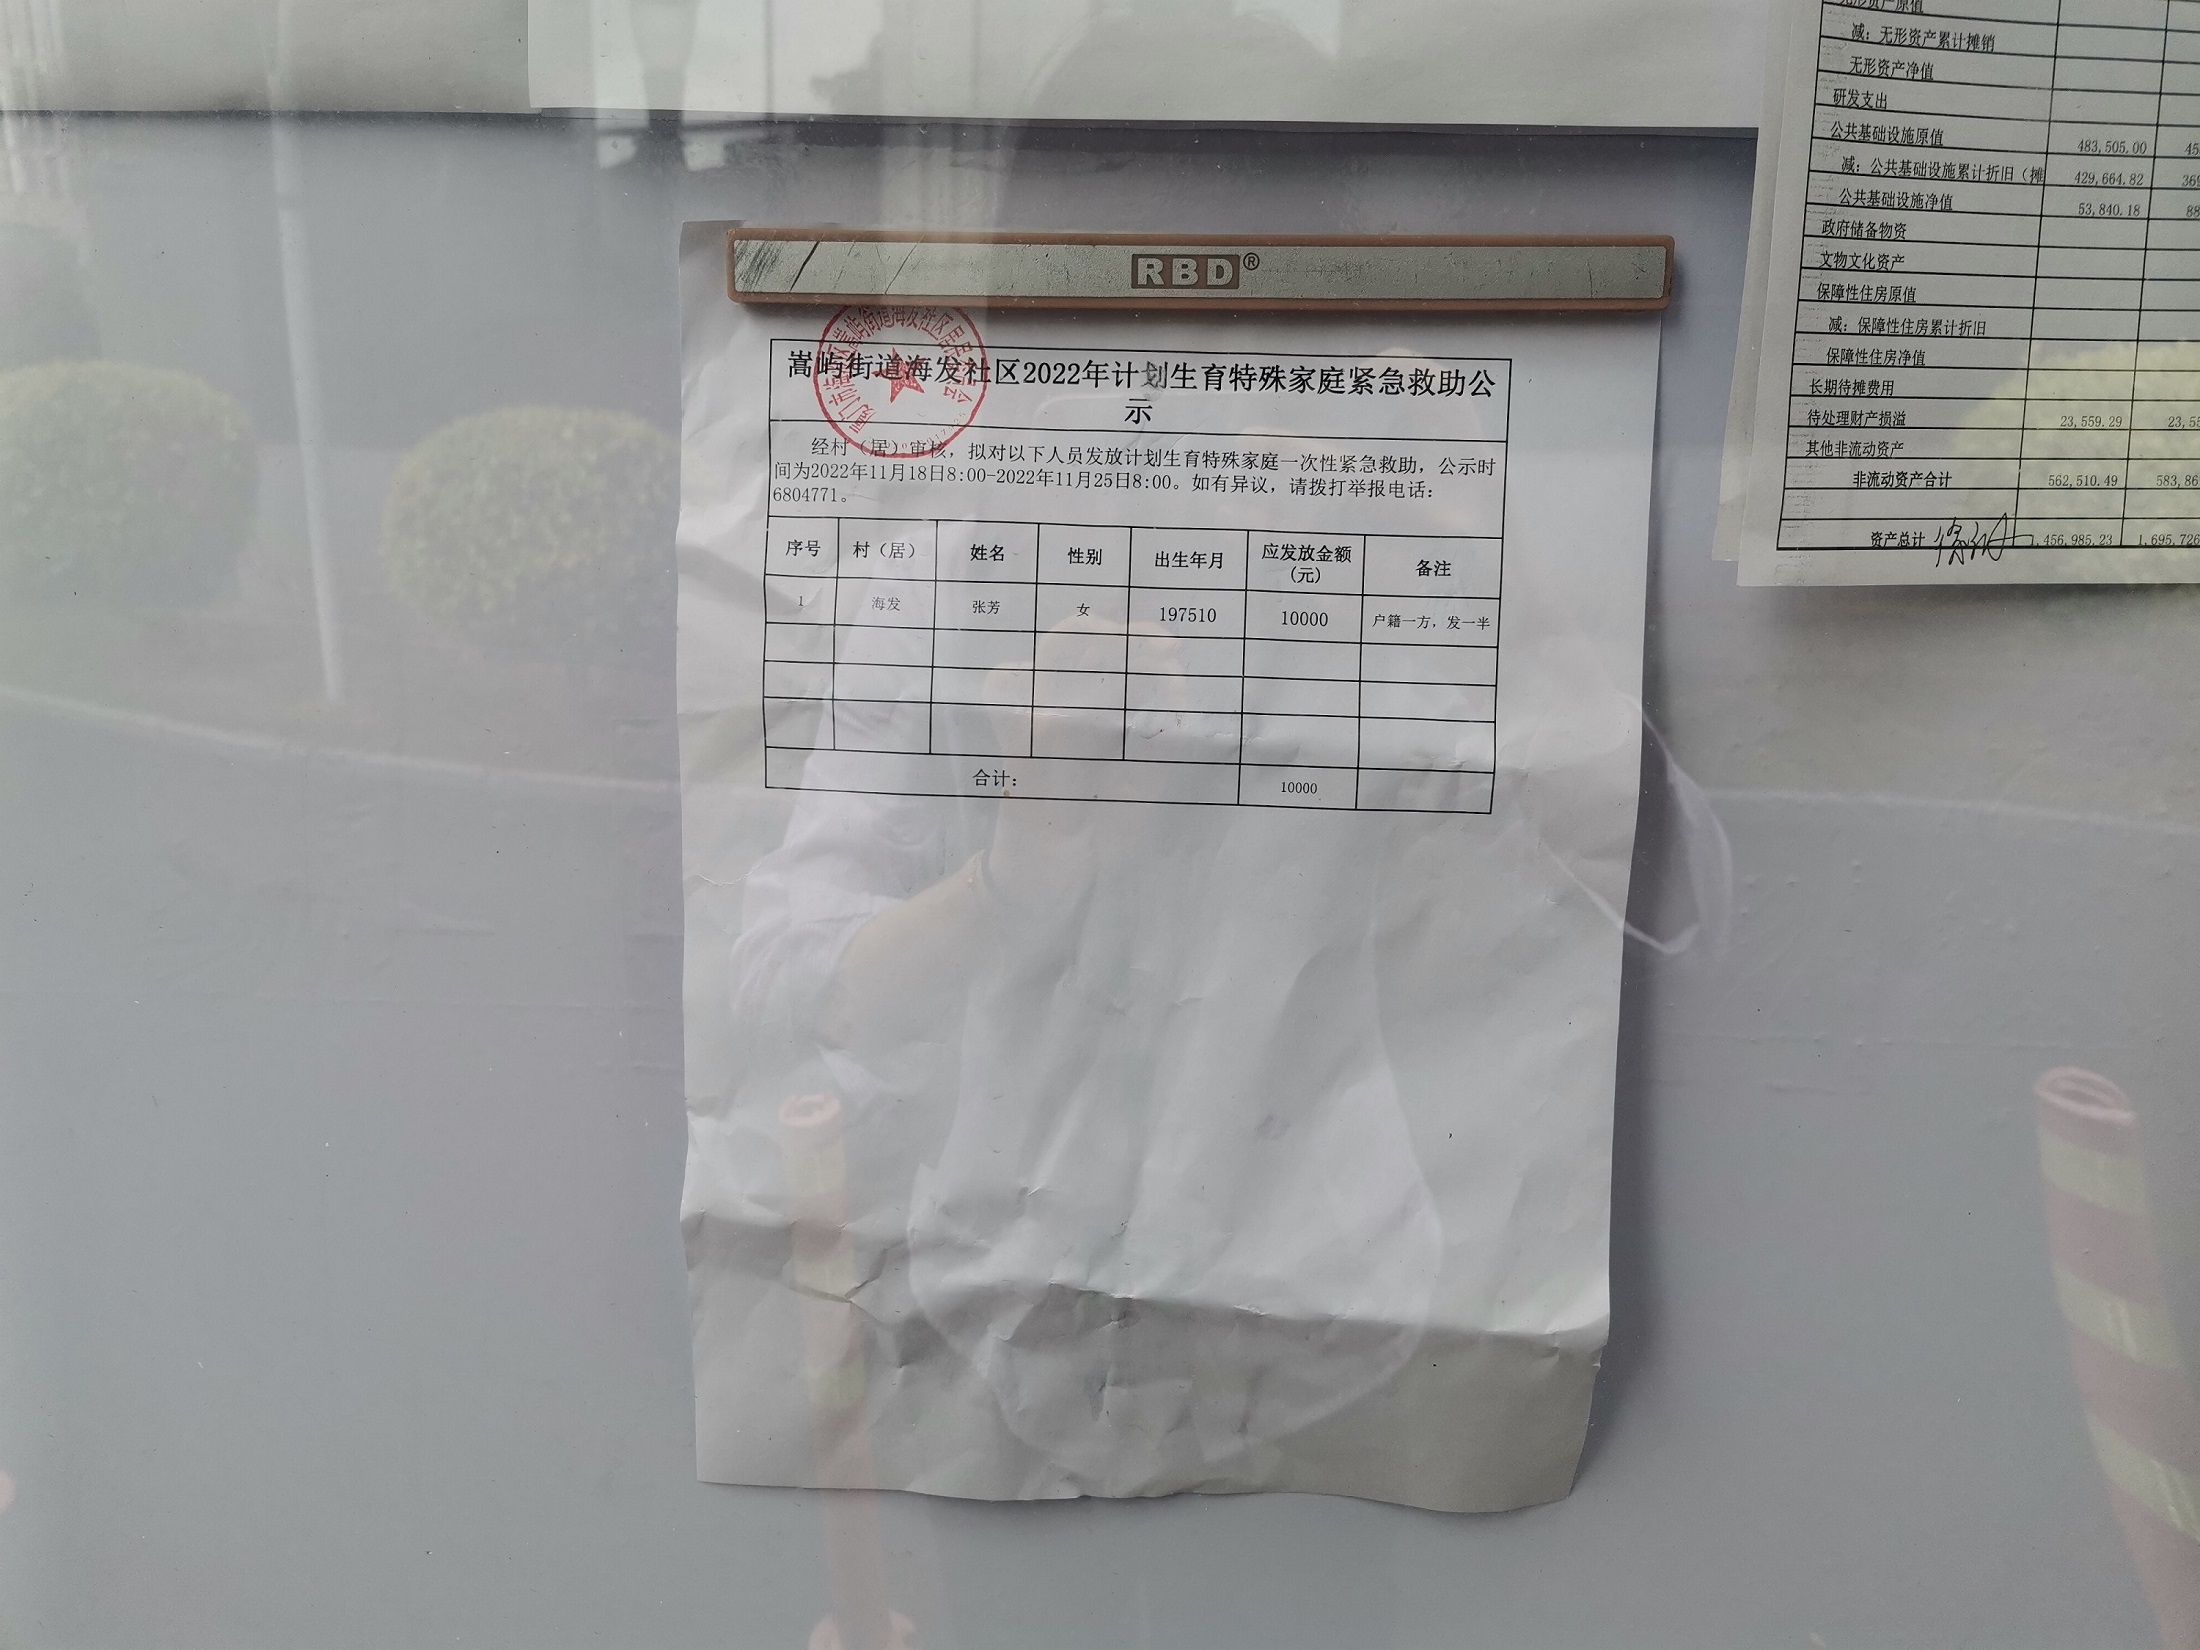 RBD®
嵩屿街道海发社区2022年计划生育特殊家庭紧急救助公
示
经村（居）审核，拟对以下人员发放计划生育特殊家庭一次性紧急救助，公示时
间为2022年11月18日8:00-2022年11月25日8:00。如有异议，请拨打举报电话：
6804771。
序号 村（居） 姓名 性别 出生年月 应发放金额（元） 备注
1 海发 张芳 女 197510 10000 户籍一方，发一半
合计： 10000
无形资产原值
减：无形资产累计摊销
无形资产净值
研发支出
公共基础设施原值 483,505.00 45
减：公共基础设施累计折旧（摊 429,664.82 369
公共基础设施净值 53,840.18 88
政府储备物资
文物文化资产
保障性住房原值
减：保障性住房累计折旧
保障性住房净值
长期待摊费用
待处理财产损溢 23,559.29 23,55
其他非流动资产
非流动资产合计 562,510.49 583,86
资产总计 1,456,985.23 1,695,726